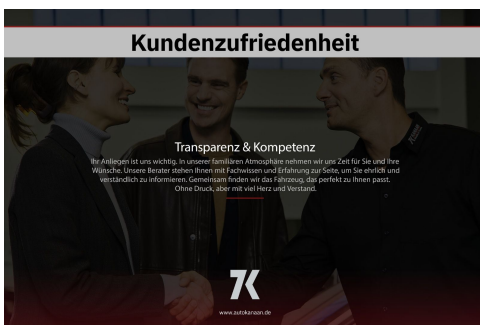 Kundenzufriedenheit
Transparenz & Kompetenz
Ihr Anliegen ist uns wichtig. In unserer familiären Atmosphäre nehmen wir uns Zeit für Sie und Ihre
Wünsche. Unsere Berater stehen Ihnen mit Fachwissen und Erfahrung zur Seite, um Sie ehrlich und
verständlich zu informieren. Gemeinsam finden wir das Fahrzeug, das perfekt zu Ihnen passt.
Ohne Druck, aber mit viel Herz und Verstand.
www.autokanaan.de